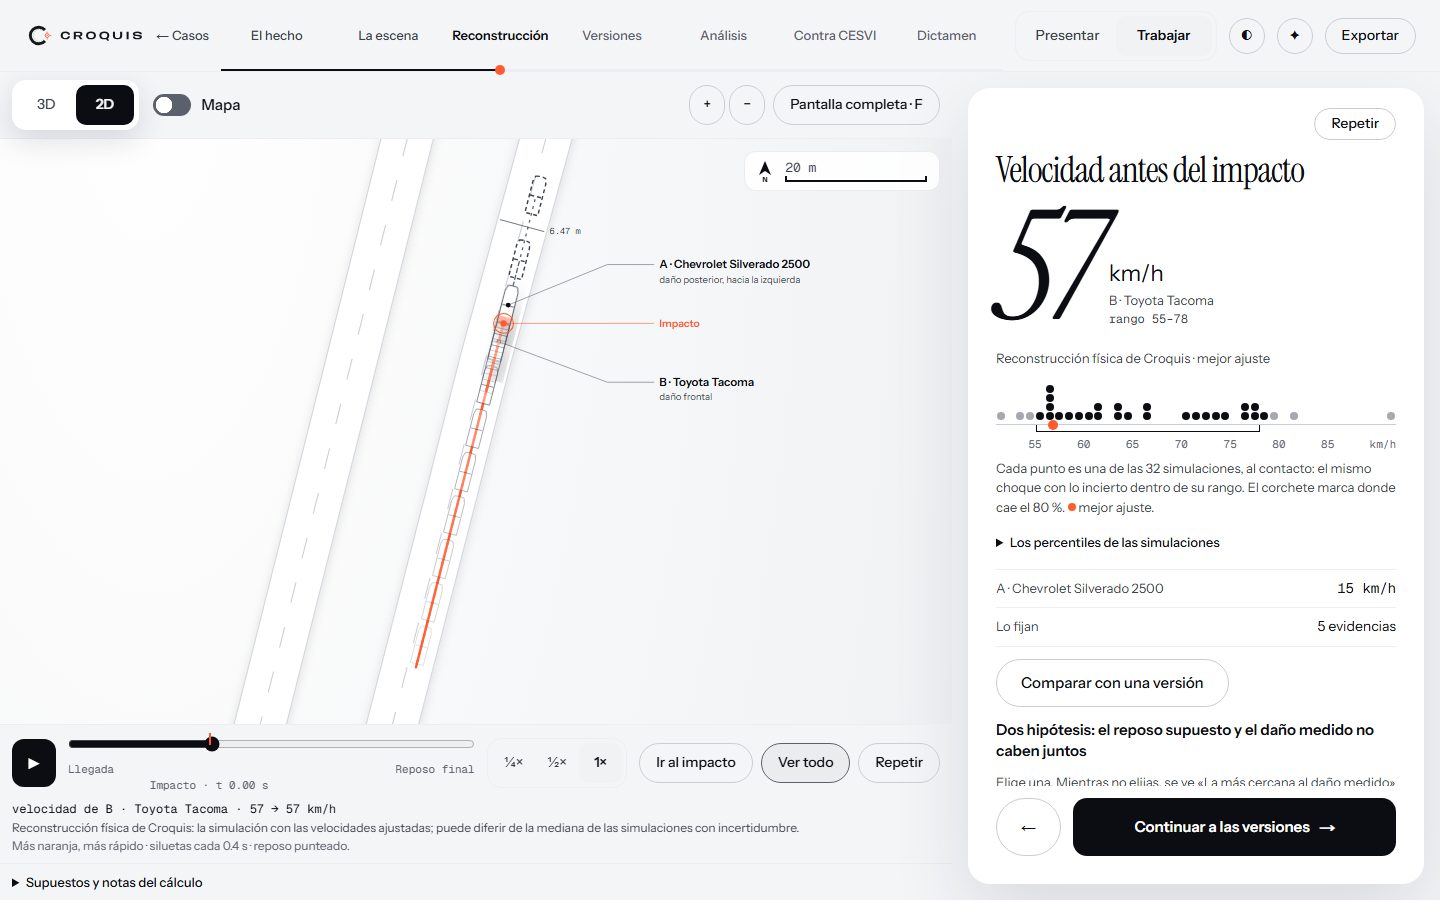 CROQUIS
← Casos
El hecho
La escena
Reconstrucción
Versiones
Análisis
Contra CESVI
Dictamen
Presentar
Trabajar
Exportar
3D
2D
Mapa
+
−
Pantalla completa · F
N
20 m
6.47 m
A · Chevrolet Silverado 2500
daño posterior, hacia la izquierda
Impacto
B · Toyota Tacoma
daño frontal
Llegada
Reposo final
Impacto · t 0.00 s
¼×
½×
1×
Ir al impacto
Ver todo
Repetir
velocidad de B · Toyota Tacoma · 57 → 57 km/h
Reconstrucción física de Croquis: la simulación con las velocidades ajustadas; puede diferir de la mediana de las simulaciones con incertidumbre.
Más naranja, más rápido · siluetas cada 0.4 s · reposo punteado.
Supuestos y notas del cálculo
Repetir
Velocidad antes del impacto
57
km/h
B · Toyota Tacoma
rango 55–78
Reconstrucción física de Croquis · mejor ajuste
55 60 65 70 75 80 85 km/h
Cada punto es una de las 32 simulaciones, al contacto: el mismo
choque con lo incierto dentro de su rango. El corchete marca donde
cae el 80 %. mejor ajuste.
Los percentiles de las simulaciones
A · Chevrolet Silverado 2500 15 km/h
Lo fijan 5 evidencias
Comparar con una versión
Dos hipótesis: el reposo supuesto y el daño medido no
caben juntos
Elige una. Mientras no elijas, se ve «La más cercana al daño medido»
←
Continuar a las versiones →